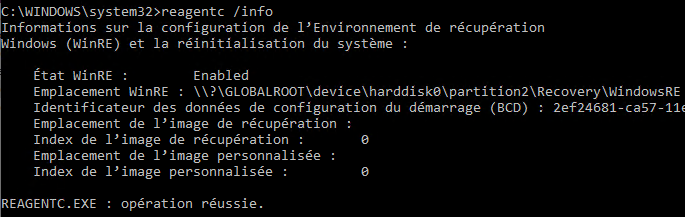 C:\WINDOWS\system32>reagentc /info
Informations sur la configuration de l’Environnement de récupération
Windows (WinRE) et la réinitialisation du système :
État WinRE : Enabled
Emplacement WinRE : \\?\GLOBALROOT\device\harddisk0\partition2\Recovery\WindowsRE
Identificateur des données de configuration du démarrage (BCD) : 2ef24681-ca57-11e
Emplacement de l’image de récupération :
Index de l’image de récupération : 0
Emplacement de l’image personnalisée :
Index de l’image personnalisée : 0
REAGENTC.EXE : opération réussie.